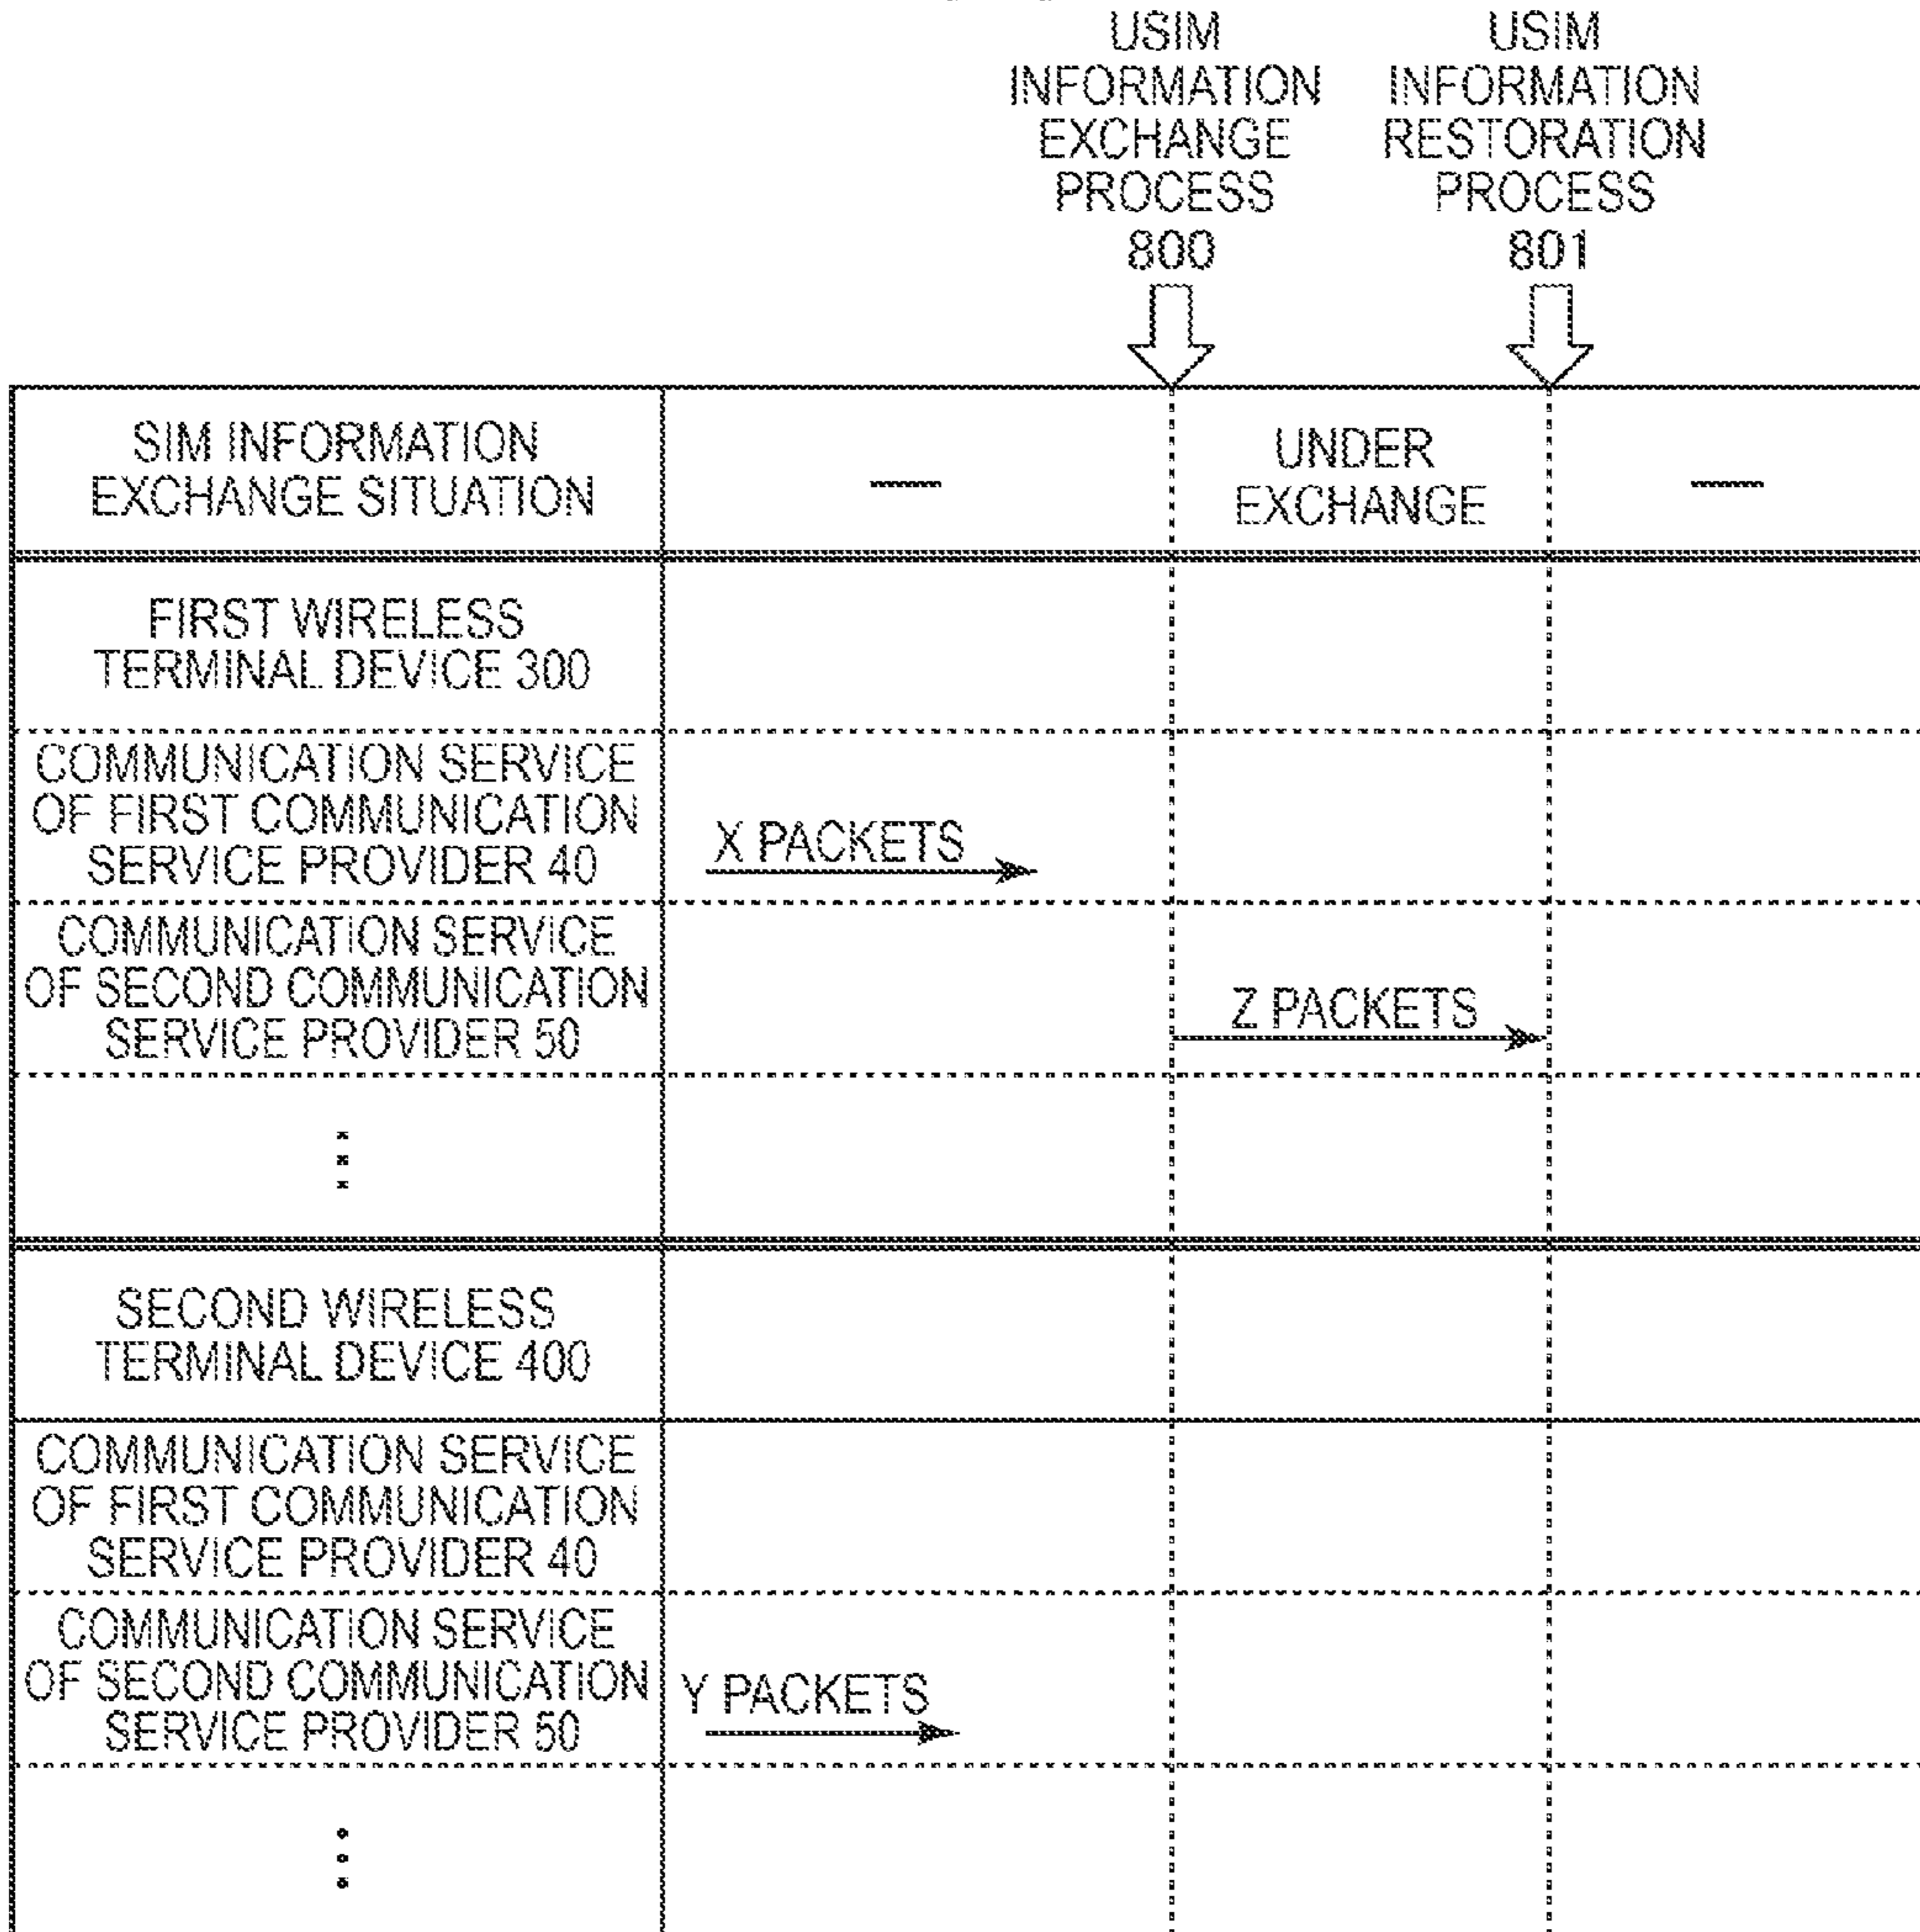 USIM
INFORMATION
EXCHANGE
PROCESS
800
USIM
INFORMATION
RESTORATION
PROCESS
801
SIM INFORMATION
EXCHANGE SITUATION
—
UNDER
EXCHANGE
—
FIRST WIRELESS
TERMINAL DEVICE 300
COMMUNICATION SERVICE
OF FIRST COMMUNICATION
SERVICE PROVIDER 40
X PACKETS
COMMUNICATION SERVICE
OF SECOND COMMUNICATION
SERVICE PROVIDER 50
Z PACKETS
SECOND WIRELESS
TERMINAL DEVICE 400
COMMUNICATION SERVICE
OF FIRST COMMUNICATION
SERVICE PROVIDER 40
COMMUNICATION SERVICE
OF SECOND COMMUNICATION
SERVICE PROVIDER 50
Y PACKETS